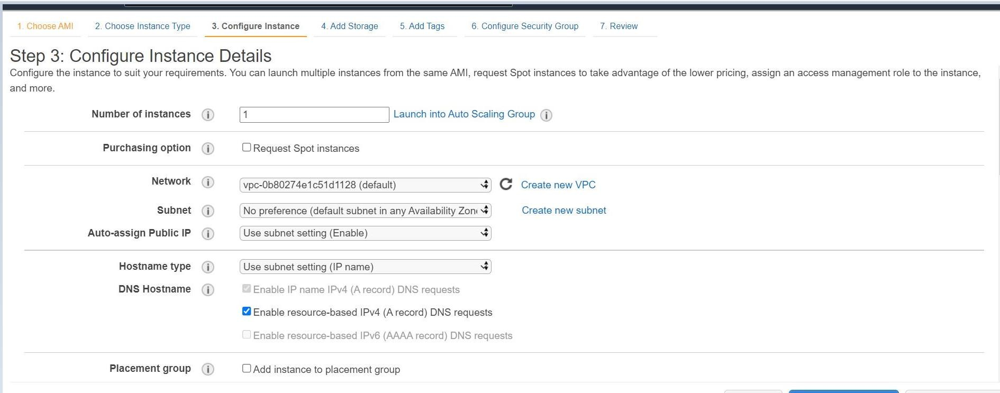 1. Choose AMI 2. Choose Instance Type 3. Configure Instance 4. Add Storage 5. Add Tags 6. Configure Security Group 7. Review
Step 3: Configure Instance Details
Configure the instance to suit your requirements. You can launch multiple instances from the same AMI, request Spot instances to take advantage of the lower pricing, assign an access management role to the instance,
and more.
Number of instances i 1 Launch into Auto Scaling Group i
Purchasing option i Request Spot instances
Network i vpc-0b80274e1c51d1128 (default) Create new VPC
Subnet i No preference (default subnet in any Availability Zone Create new subnet
Auto-assign Public IP i Use subnet setting (Enable)
Hostname type i Use subnet setting (IP name)
DNS Hostname i Enable IP name IPv4 (A record) DNS requests
Enable resource-based IPv4 (A record) DNS requests
Enable resource-based IPv6 (AAAA record) DNS requests
Placement group i Add instance to placement group